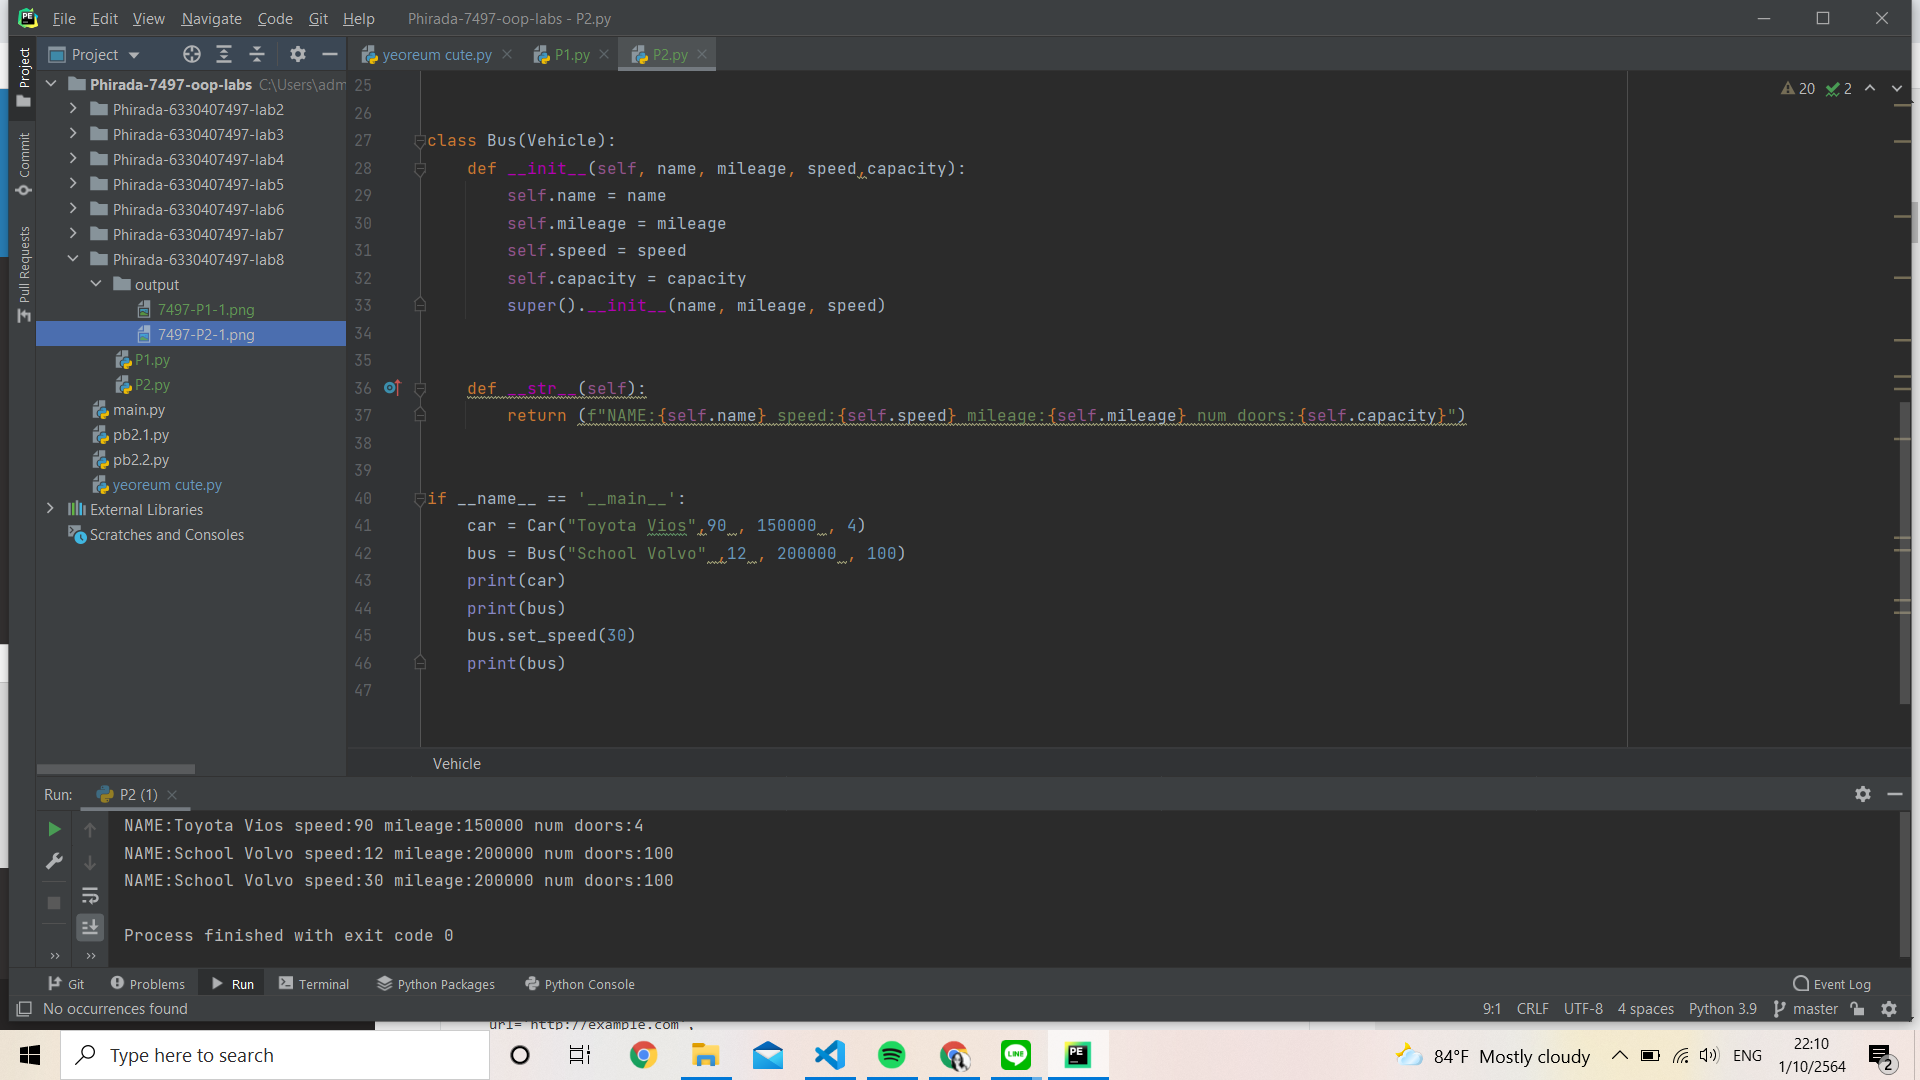 File Edit View Navigate Code Git Help Phirada-7497-oop-labs - P2.py
Project
yeoreum cute.py
P1.py
P2.py
Project
Commit
Pull Requests
Phirada-7497-oop-labs C:\Users\adm
Phirada-6330407497-lab2
Phirada-6330407497-lab3
Phirada-6330407497-lab4
Phirada-6330407497-lab5
Phirada-6330407497-lab6
Phirada-6330407497-lab7
Phirada-6330407497-lab8
output
7497-P1-1.png
7497-P2-1.png
P1.py
P2.py
main.py
pb2.1.py
pb2.2.py
yeoreum cute.py
External Libraries
Scratches and Consoles
20 2
25
26
27 class Bus(Vehicle):
28 def __init__(self, name, mileage, speed,capacity):
29 self.name = name
30 self.mileage = mileage
31 self.speed = speed
32 self.capacity = capacity
33 super().__init__(name, mileage, speed)
34
35
36 def __str__(self):
37 return (f"NAME:{self.name} speed:{self.speed} mileage:{self.mileage} num doors:{self.capacity}")
38
39
40 if __name__ == '__main__':
41 car = Car("Toyota Vios",90 , 150000 , 4)
42 bus = Bus("School Volvo" ,12 , 200000 , 100)
43 print(car)
44 print(bus)
45 bus.set_speed(30)
46 print(bus)
47
Vehicle
Run: P2 (1)
NAME:Toyota Vios speed:90 mileage:150000 num doors:4
NAME:School Volvo speed:12 mileage:200000 num doors:100
NAME:School Volvo speed:30 mileage:200000 num doors:100
Process finished with exit code 0
Git Problems Run Terminal Python Packages Python Console Event Log
No occurrences found 9:1 CRLF UTF-8 4 spaces Python 3.9 master
url="http://example.com",
Type here to search
PE
LINE
PE
84°F Mostly cloudy ENG
22:10
1/10/2564
2